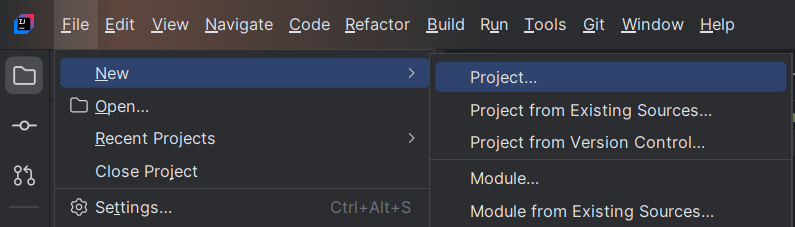 IJ
File Edit View Navigate Code Refactor Build Run Tools Git Window Help
New
Open...
Recent Projects
Close Project
Settings... Ctrl+Alt+S
Project...
Project from Existing Sources...
Project from Version Control...
Module...
Module from Existing Sources...